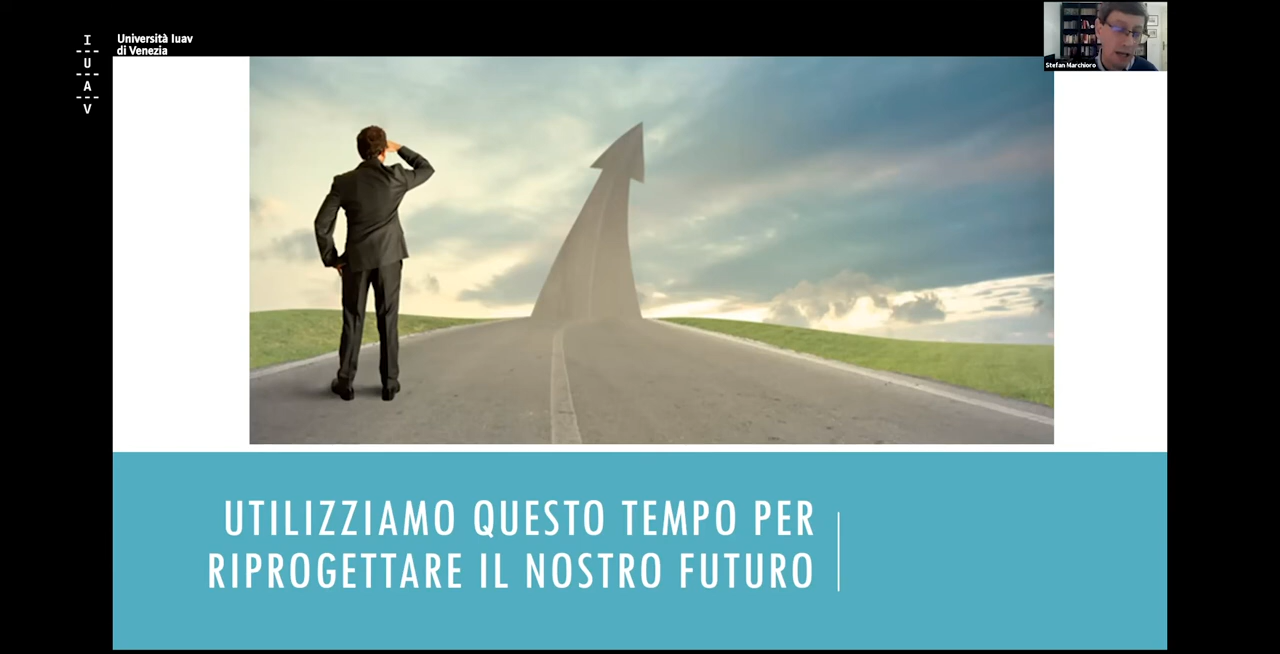 I
U
A
V
Università Iuav
di Venezia
Stefan Marchioro
UTILIZZIAMO QUESTO TEMPO PER
RIPROGETTARE IL NOSTRO FUTURO